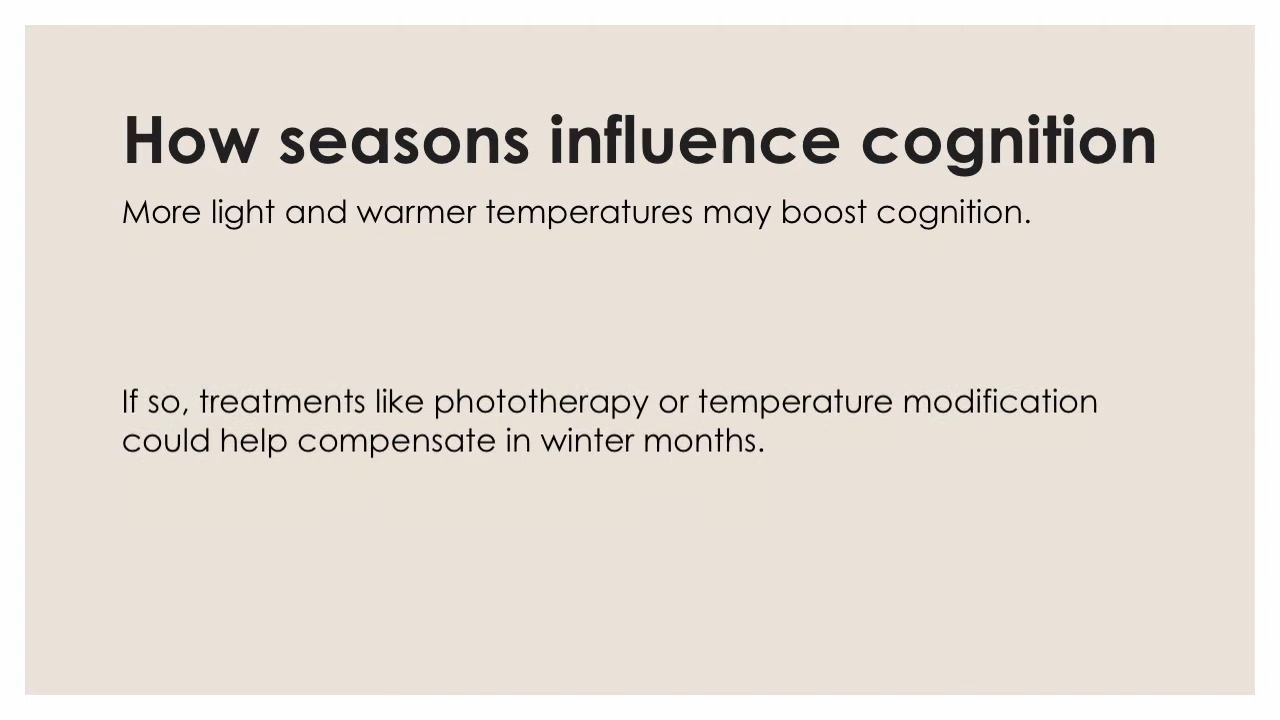 How seasons influence cognition
More light and warmer temperatures may boost cognition.
If so, treatments like phototherapy or temperature modification
could help compensate in winter months.